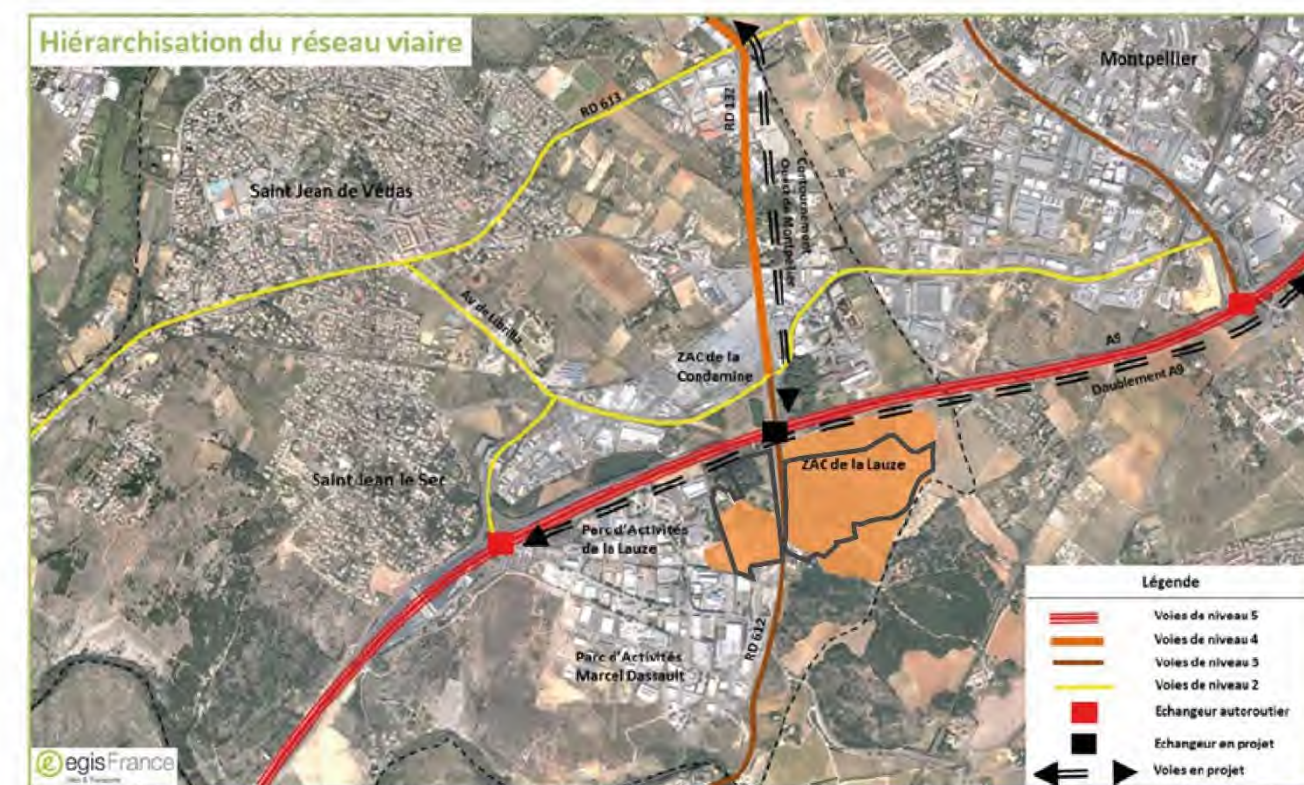 Hiérarchisation du réseau viaire
Montpellier
RD 613
RD 132
Saint Jean de Védas
Contournement
Ouest de Montpellier
Av de Librilla
ZAC de la
Condamine
A9
Doublement A9
Saint Jean le Sec
ZAC de la Lauze
Parc d'Activités
de la Lauze
RD 612
Parc d'Activités
Marcel Dassault
Légende
Voies de niveau 5
Voies de niveau 4
Voies de niveau 3
Voies de niveau 2
Echangeur autoroutier
Echangeur en projet
Voies en projet
egisFrance